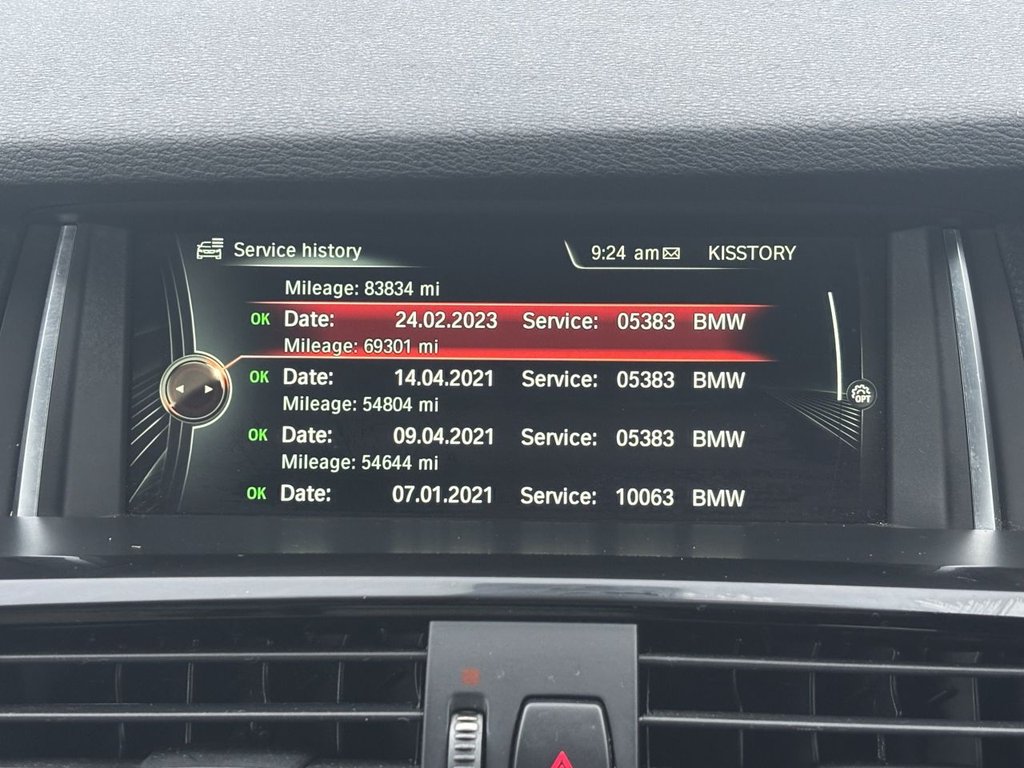 Service history 9:24 am KISSTORY
Mileage: 83834 mi
OK Date: 24.02.2023 Service: 05383 BMW
Mileage: 69301 mi
OK Date: 14.04.2021 Service: 05383 BMW
Mileage: 54804 mi
OK Date: 09.04.2021 Service: 05383 BMW
Mileage: 54644 mi
OK Date: 07.01.2021 Service: 10063 BMW
OPT